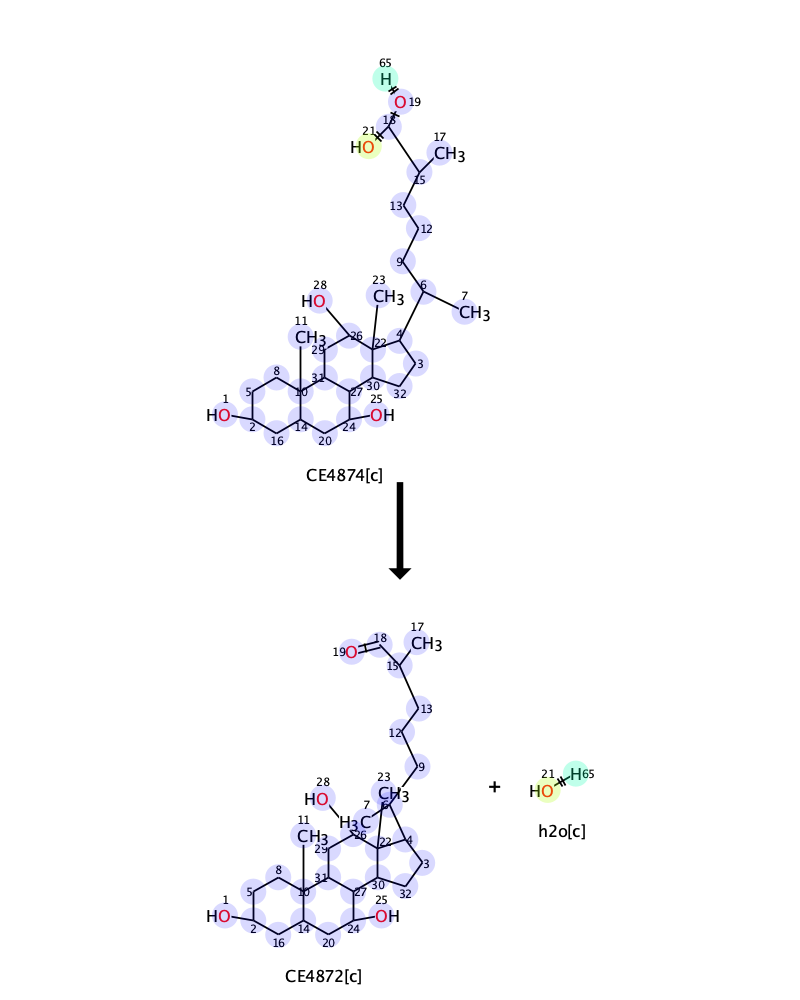 65
H
O 19
18
21
HO
17
CH3
15
13
12
9
6
7
CH3
28
HO
23
CH3
11
CH3
26
29
22
4
3
8
31
30
5
10
27
32
1
HO
25
OH
2
14
24
16
20
CE4874[c]
17
18
CH3
19 O
15
13
12
9
+
21
H 65
HO
h2o[c]
23
CH3
28
HO
7
6
H3C
11
CH3
26
29
22
4
3
8
31
30
5
10
27
32
1
HO
25
OH
2
14
24
16
20
CE4872[c]